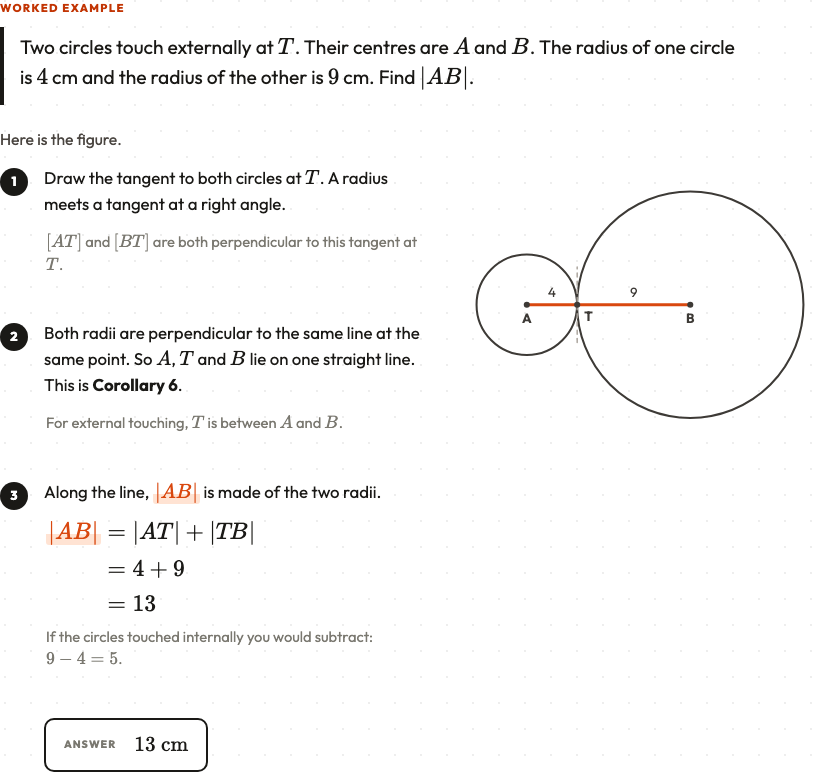 WORKED EXAMPLE
Two circles touch externally at T. Their centres are A and B. The radius of one circle
is 4 cm and the radius of the other is 9 cm. Find |AB|.
Here is the figure.
1
Draw the tangent to both circles at T. A radius
meets a tangent at a right angle.
[AT] and [BT] are both perpendicular to this tangent at
T.
2
Both radii are perpendicular to the same line at the
same point. So A, T and B lie on one straight line.
This is Corollary 6.
For external touching, T is between A and B.
3
Along the line, |AB| is made of the two radii.
|AB| = |AT| + |TB|
= 4 + 9
= 13
If the circles touched internally you would subtract:
9 − 4 = 5.
ANSWER 13 cm
4 9
A T B